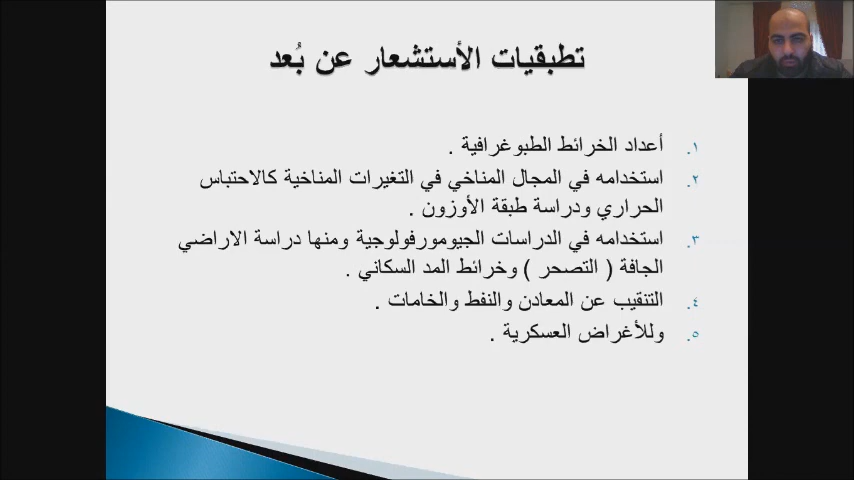 تطبقيات الأستشعار عن بُعد
١. أعداد الخرائط الطبوغرافية .
٢. استخدامه في المجال المناخي في التغيرات المناخية كالاحتباس
الحراري ودراسة طبقة الأوزون .
٣. استخدامه في الدراسات الجيومورفولوجية ومنها دراسة الاراضي
الجافة ( التصحر ) وخرائط المد السكاني .
٤. التنقيب عن المعادن والنفط والخامات .
٥. وللأغراض العسكرية .